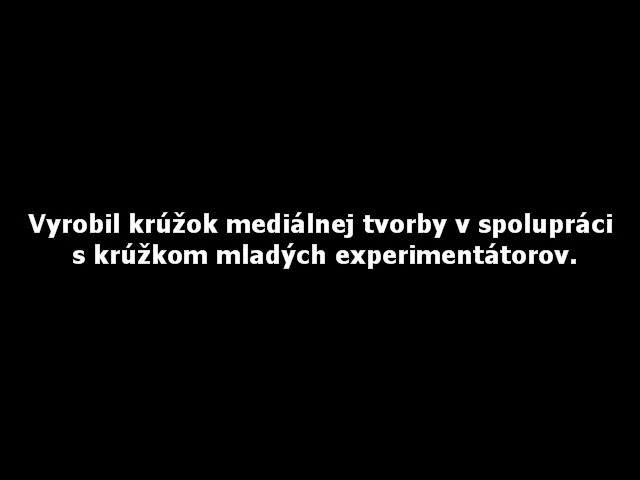 Vyrobil krúžok mediálnej tvorby v spolupráci
s krúžkom mladých experimentátorov.